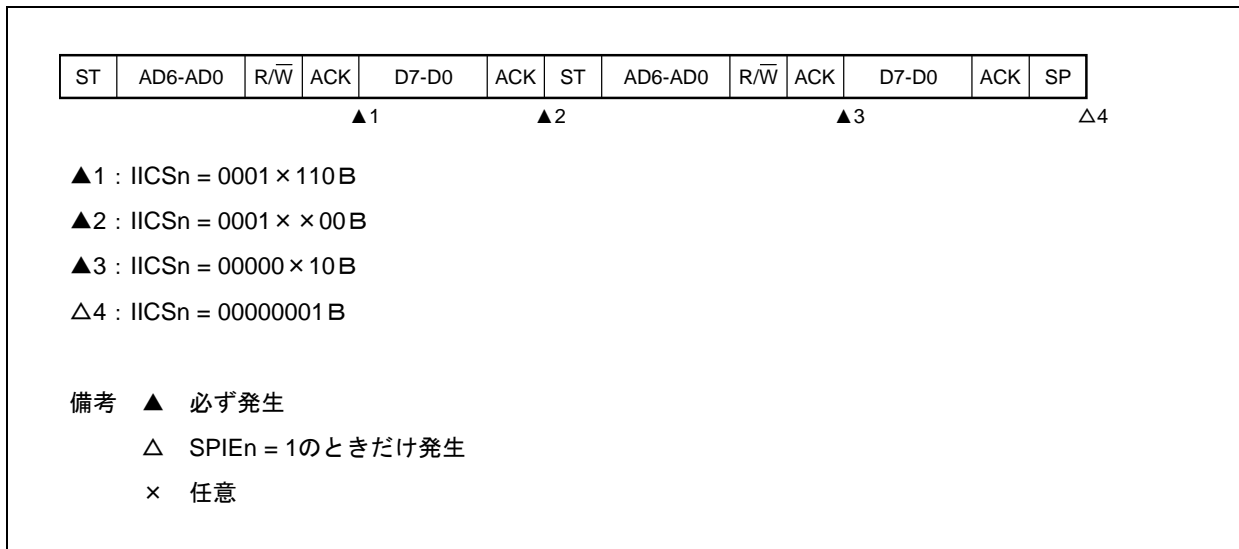 ST AD6-AD0 R/W̅ ACK D7-D0 ACK ST AD6-AD0 R/W̅ ACK D7-D0 ACK SP
▲1 ▲2 ▲3 △4
▲1：IICSn = 0001×110B
▲2：IICSn = 0001××00B
▲3：IICSn = 00000×10B
△4：IICSn = 00000001B
備考 ▲ 必ず発生
△ SPIEn = 1のときだけ発生
× 任意